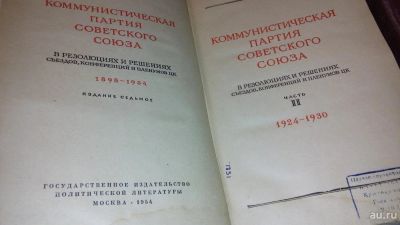 КОММУНИСТИЧЕСКАЯ
ПАРТИЯ
СОВЕТСКОГО
СОЮЗА
В РЕЗОЛЮЦИЯХ И РЕШЕНИЯХ
СЪЕЗДОВ, КОНФЕРЕНЦИЙ И ПЛЕНУМОВ ЦК
1898-1954
ИЗДАНИЕ СЕДЬМОЕ
ГОСУДАРСТВЕННОЕ ИЗДАТЕЛЬСТВО
ПОЛИТИЧЕСКОЙ ЛИТЕРАТУРЫ
МОСКВА • 1954
КОММУНИСТИЧЕСКАЯ
ПАРТИЯ
СОВЕТСКОГО
СОЮЗА
В РЕЗОЛЮЦИЯХ И РЕШЕНИЯХ
СЪЕЗДОВ, КОНФЕРЕНЦИЙ И ПЛЕНУМОВ ЦК
ЧАСТЬ
II
1924-1930
au.ru